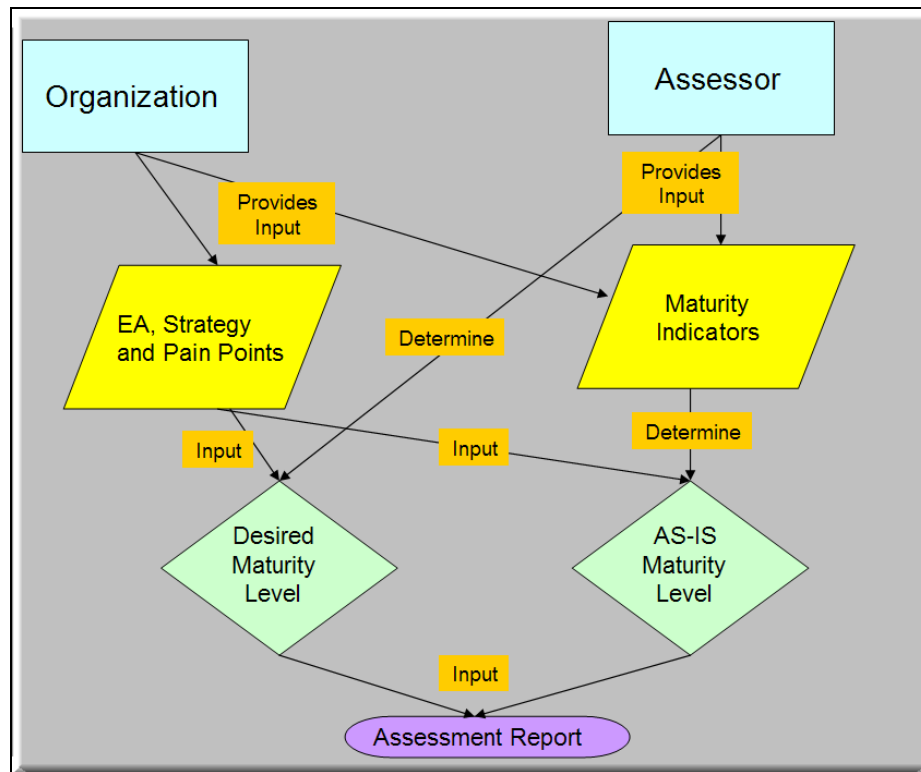 Organization
Assessor
Provides
Input
Provides
Input
EA, Strategy
and Pain Points
Maturity
Indicators
Determine
Input
Input
Determine
Desired
Maturity
Level
AS-IS
Maturity
Level
Input
Assessment Report